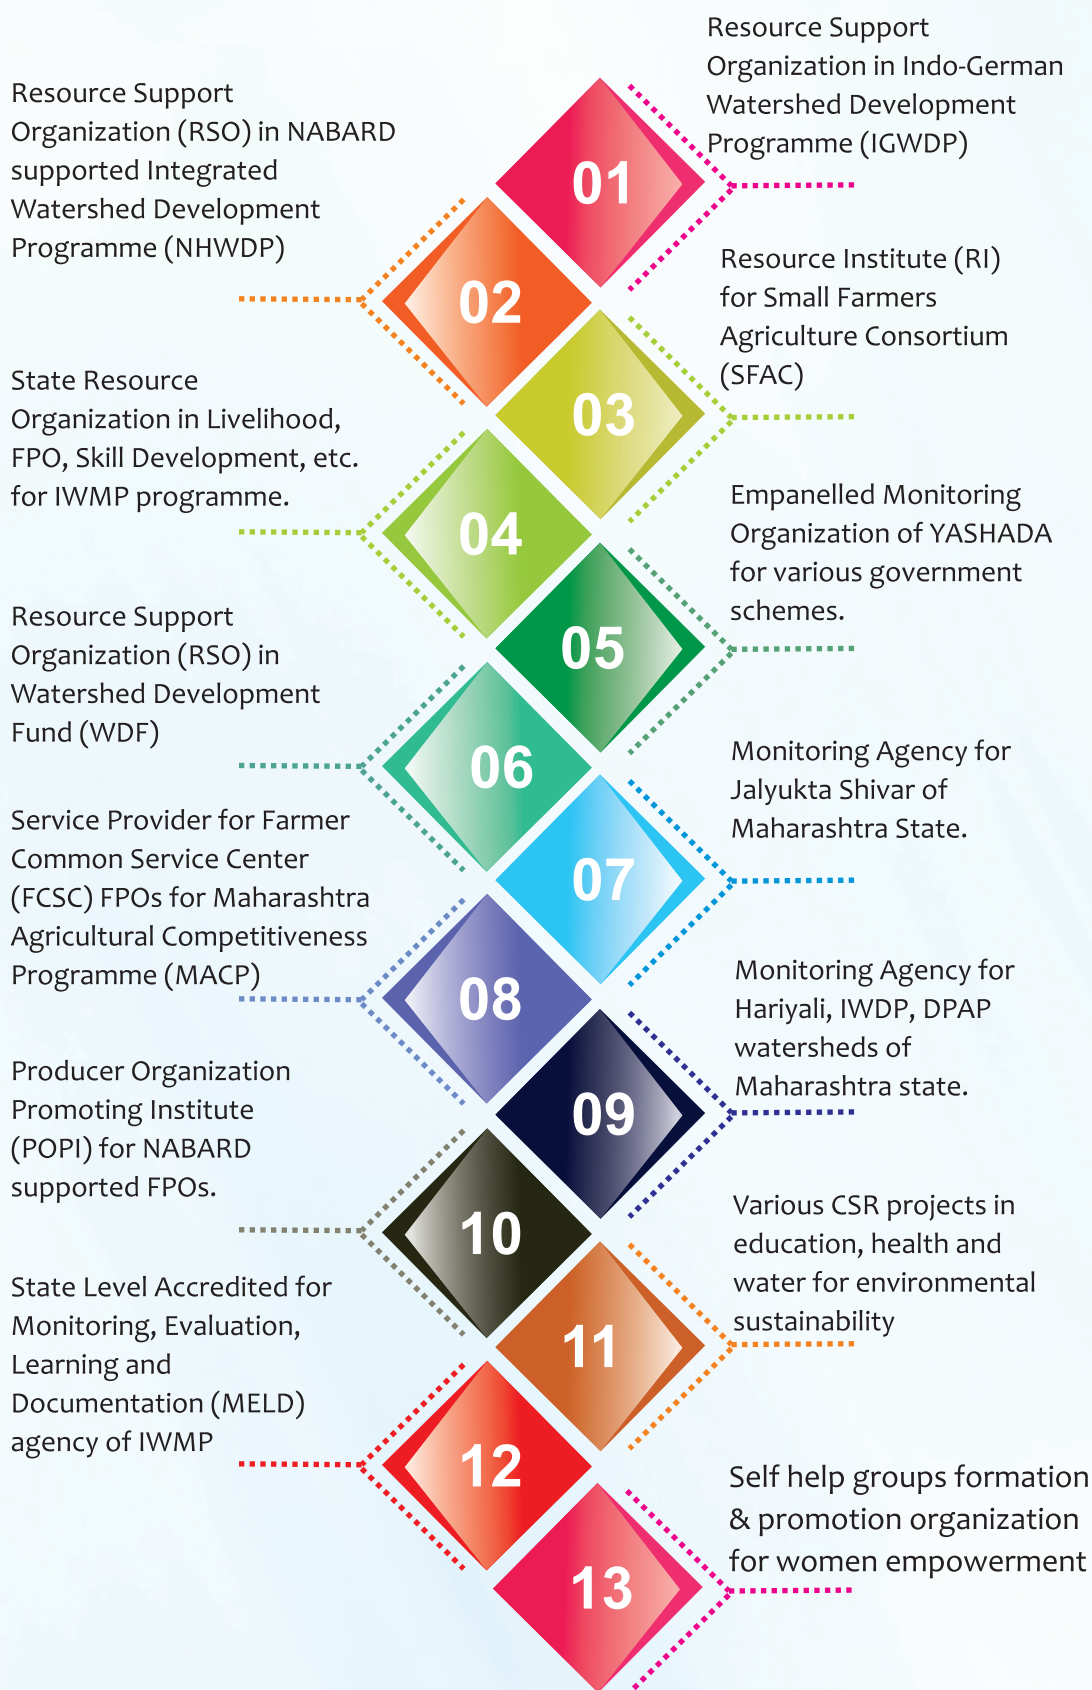 01
Resource Support
Organization in Indo-German
Watershed Development
Programme (IGWDP)
02
Resource Support
Organization (RSO) in NABARD
supported Integrated
Watershed Development
Programme (NHWDP)
03
Resource Institute (RI)
for Small Farmers
Agriculture Consortium
(SFAC)
04
State Resource
Organization in Livelihood,
FPO, Skill Development, etc.
for IWMP programme.
05
Empanelled Monitoring
Organization of YASHADA
for various government
schemes.
06
Resource Support
Organization (RSO) in
Watershed Development
Fund (WDF)
07
Monitoring Agency for
Jalyukta Shivar of
Maharashtra State.
08
Service Provider for Farmer
Common Service Center
(FCSC) FPOs for Maharashtra
Agricultural Competitiveness
Programme (MACP)
09
Monitoring Agency for
Hariyali, IWDP, DPAP
watersheds of
Maharashtra state.
10
Producer Organization
Promoting Institute
(POPI) for NABARD
supported FPOs.
11
Various CSR projects in
education, health and
water for environmental
sustainability
12
State Level Accredited for
Monitoring, Evaluation,
Learning and
Documentation (MELD)
agency of IWMP
13
Self help groups formation
& promotion organization
for women empowerment